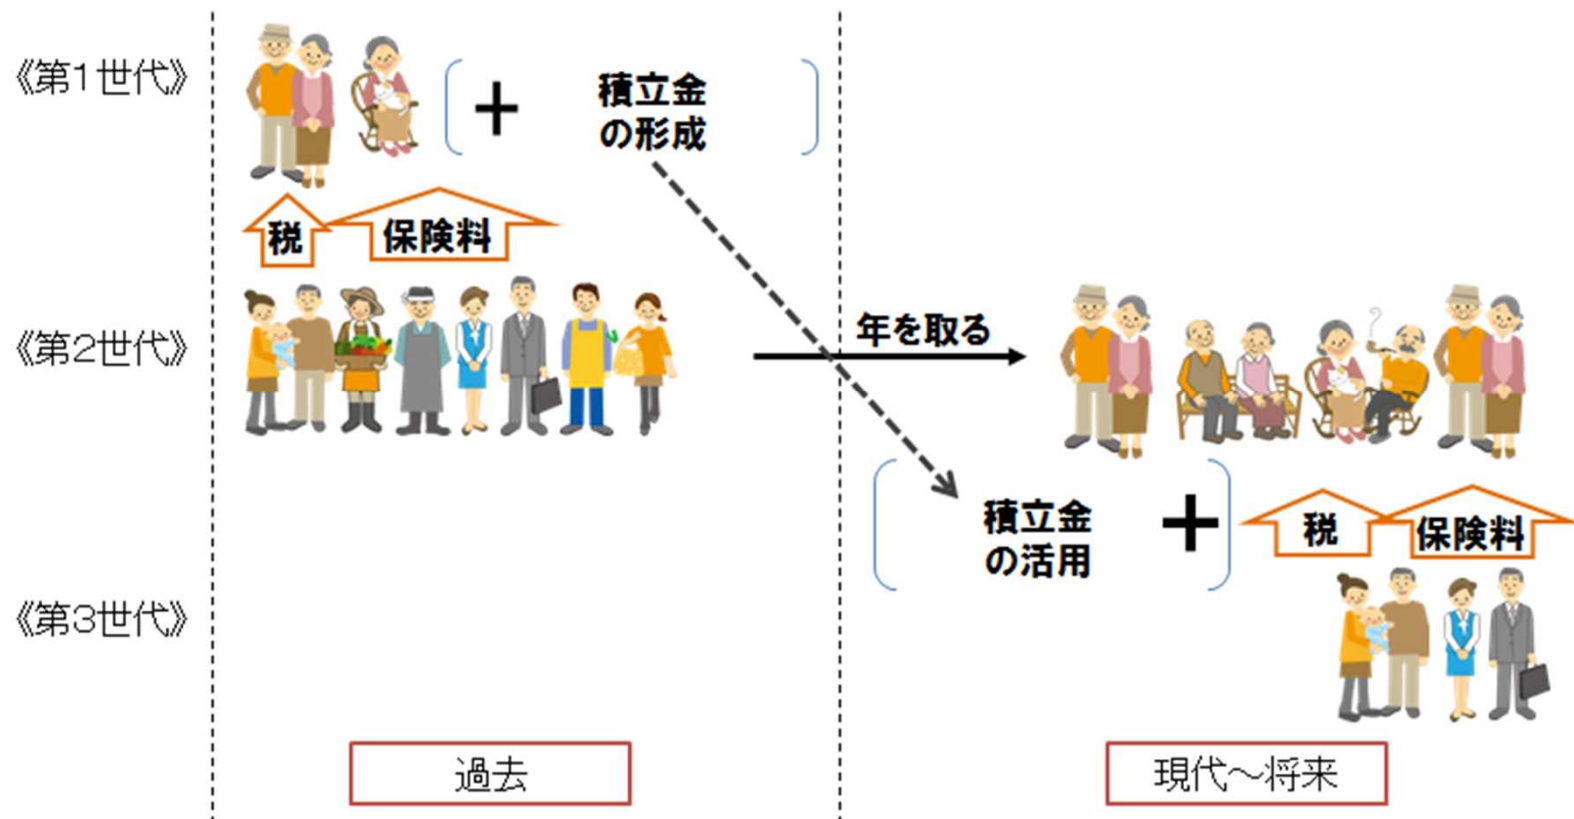 《第1世代》
+
積立金
の形成
税
保険料
《第2世代》
年を取る
積立金
の活用
+
税
保険料
《第3世代》
過去
現代~将来